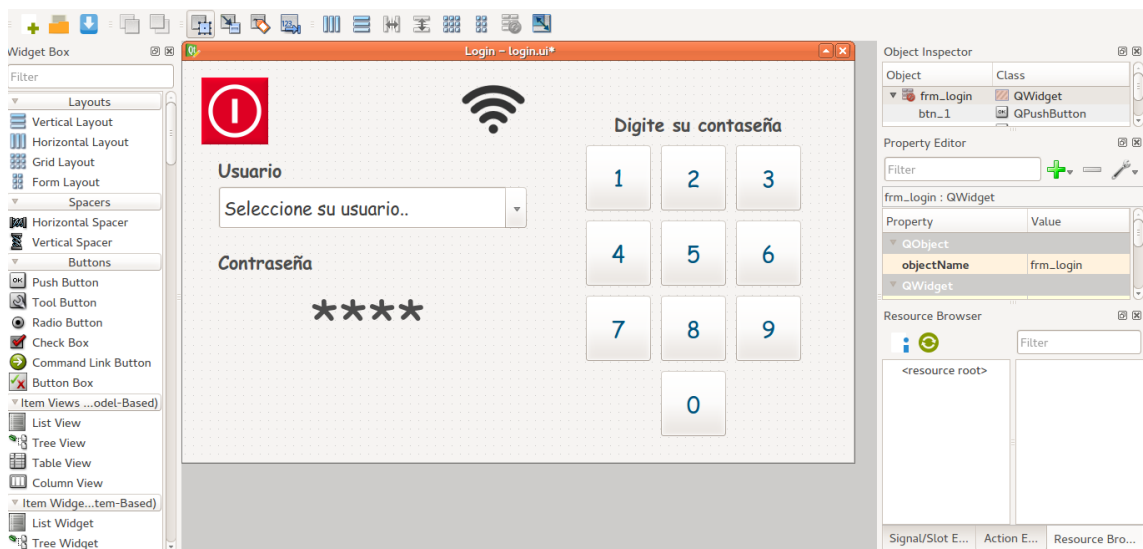 Widget Box
Filter
Layouts
Vertical Layout
Horizontal Layout
Grid Layout
Form Layout
Spacers
Horizontal Spacer
Vertical Spacer
Buttons
Push Button
Tool Button
Radio Button
Check Box
Command Link Button
Button Box
Item Views ...odel-Based)
List View
Tree View
Table View
Column View
Item Widge...tem-Based)
List Widget
Tree Widget
Login - login.ui*
Usuario
Seleccione su usuario..
Contraseña
****
Digite su contaseña
1 2 3
4 5 6
7 8 9
0
Object Inspector
Object Class
frm_login QWidget
btn_1 QPushButton
Property Editor
Filter
frm_login : QWidget
Property Value
QObject
objectName frm_login
QWidget
Resource Browser
Filter
<resource root>
Signal/Slot E... Action E... Resource Bro...